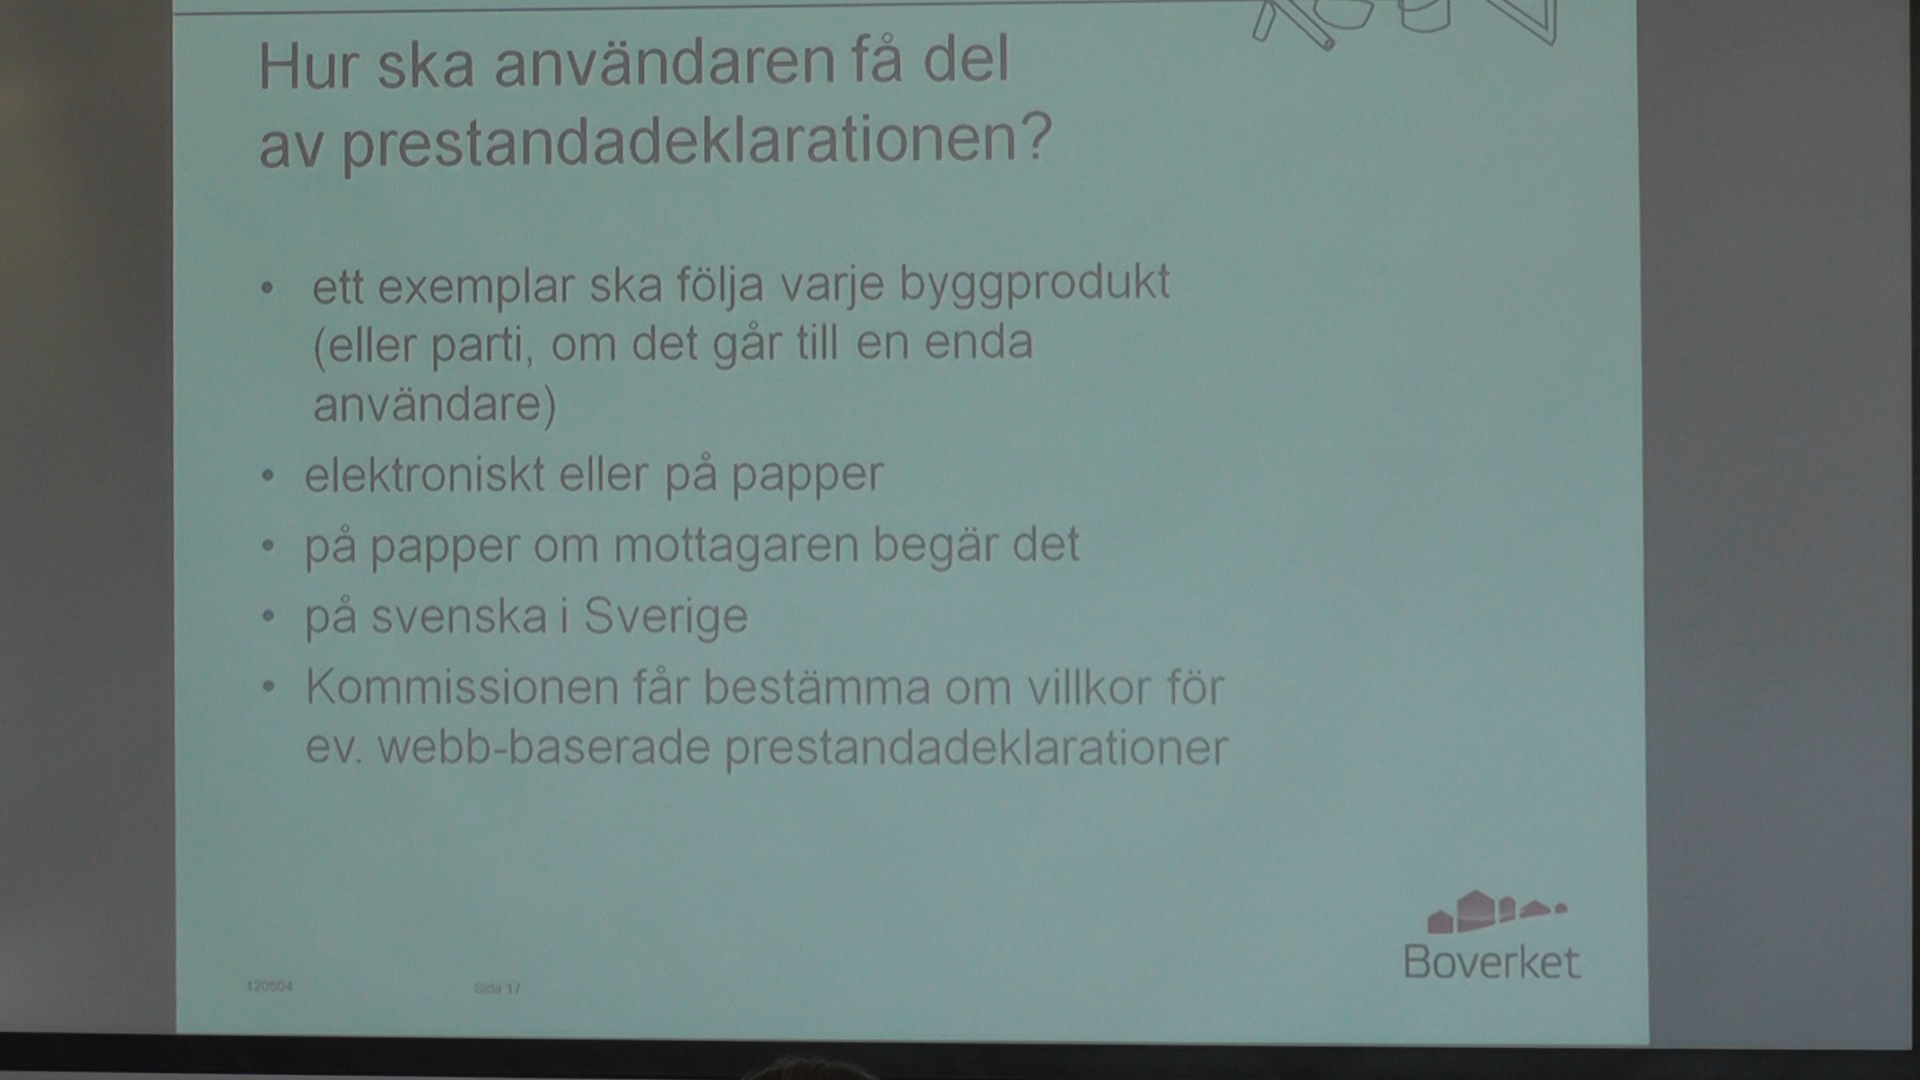 Hur ska användaren få del
av prestandadeklarationen?
• ett exemplar ska följa varje byggprodukt
(eller parti, om det går till en enda
användare)
• elektroniskt eller på papper
• på papper om mottagaren begär det
• på svenska i Sverige
• Kommissionen får bestämma om villkor för
ev. webb-baserade prestandadeklarationer
Boverket
120504 Sida 17